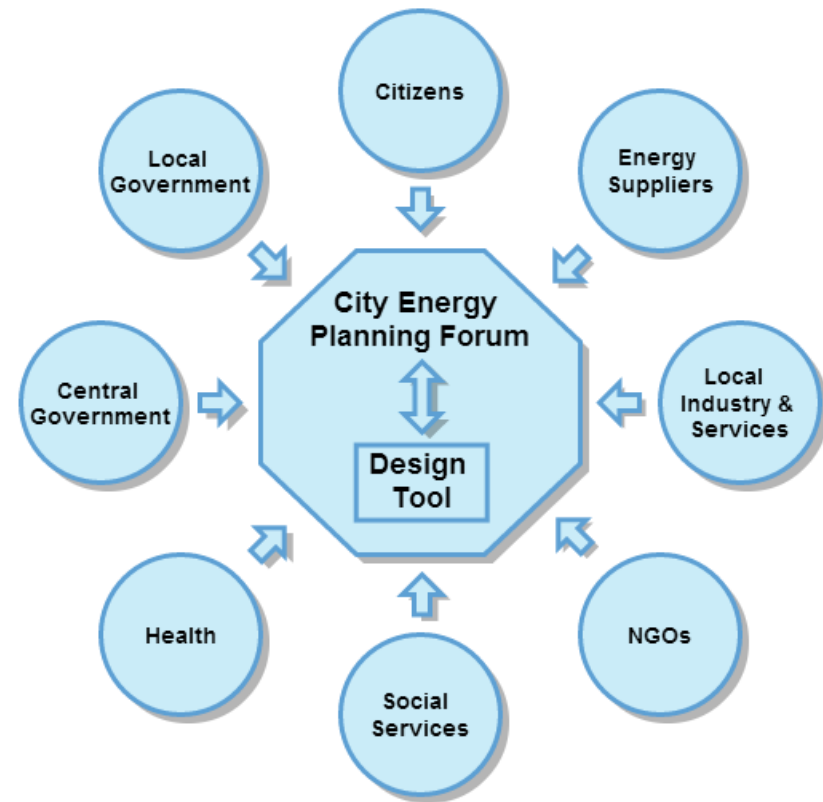 Citizens
Local
Government
Energy
Suppliers
City Energy
Planning Forum
Central
Government
Local
Industry &
Services
Design
Tool
Health
NGOs
Social
Services